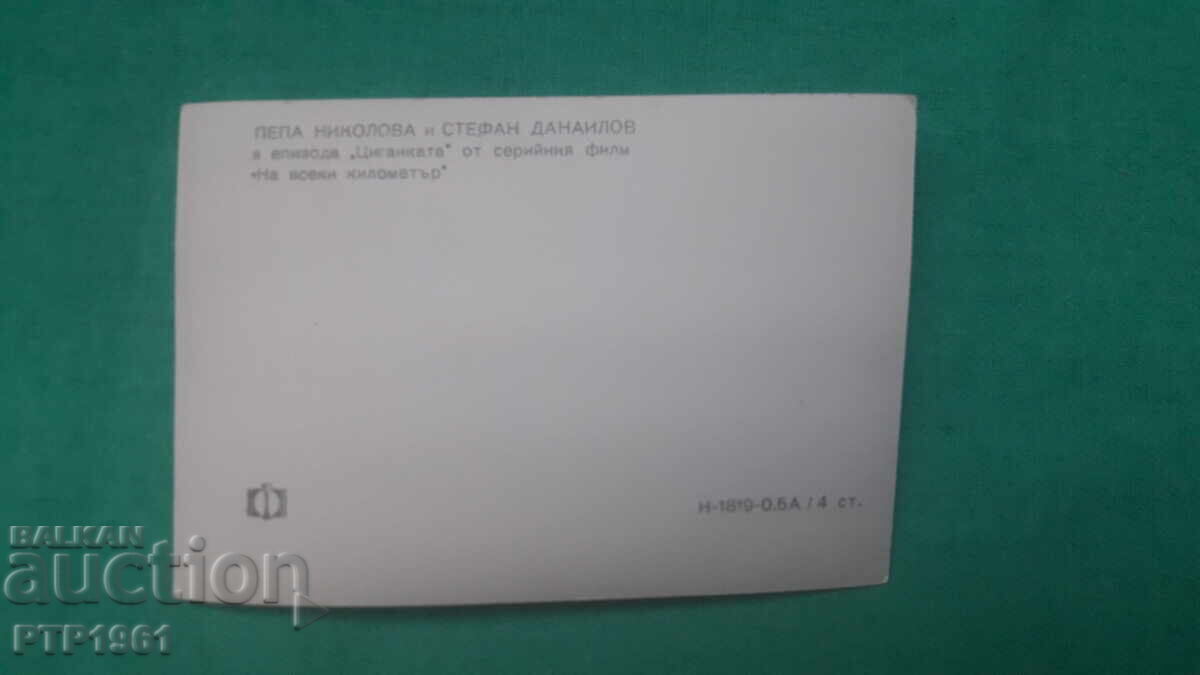 ПЕПА НИКОЛОВА и СТЕФАН ДАНАИЛОВ
в епизода „Циганката" от серийния филм
«На всеки километър"
Ф
Н-1819-0.5А / 4 ст.
BALKAN
auction
PTP1961